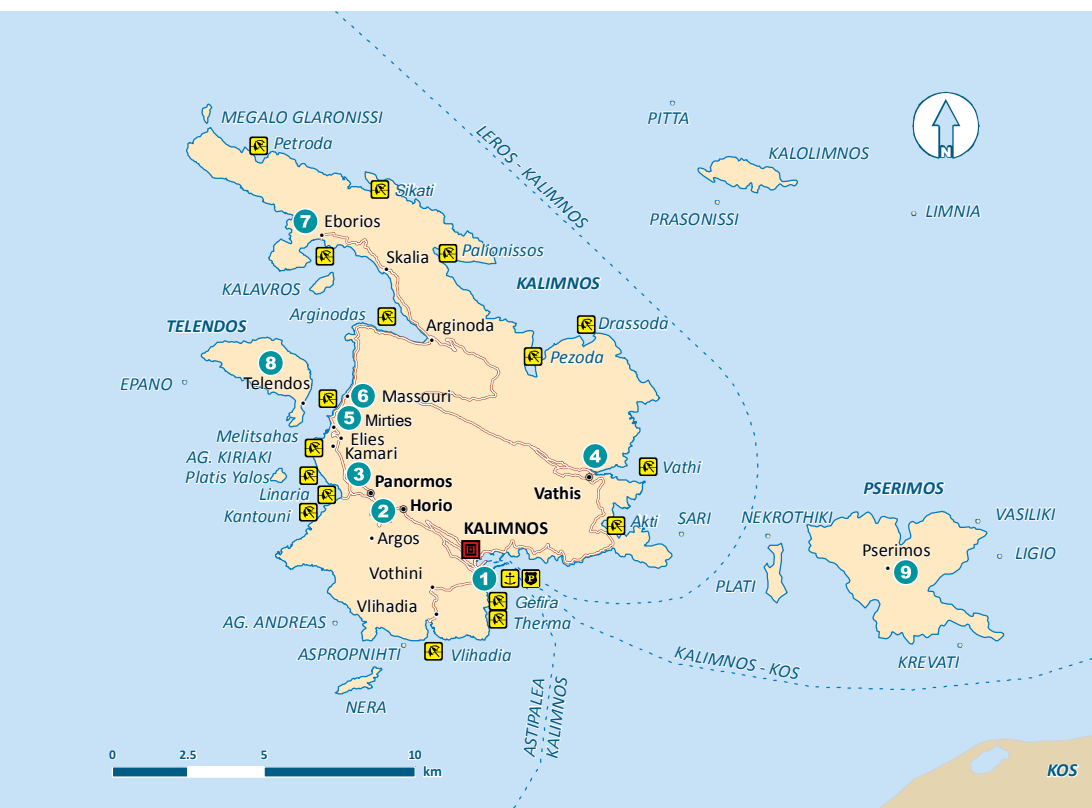 MEGALO GLARONISSI
Petroda
PITTA
LEROS - KALIMNOS
KALOLIMNOS
N
Sikati
PRASONISSI
LIMNIA
7
Eborios
Palionissos
Skalia
KALAVROS
KALIMNOS
Arginodas
TELENDOS
Arginoda
Drassoda
8
Pezoda
EPANO
Telendos
6
Massouri
5
Mirties
Melitsahas
Elies
AG. KIRIAKI
Kamari
4
Vathi
Platis Yalos
3
Panormos
Linaria
Vathis
PSERIMOS
Kantouni
2
Horio
KALIMNOS
Akti
SARI
NEKROTHIKI
VASILIKI
Argos
Pserimos
LIGIO
Vothini
1
9
PLATI
Vlihadia
Gefira
AG. ANDREAS
Therma
ASPROPNIHTI
Vlihadia
KALIMNOS - KOS
KREVATI
NERA
ASTIPALEA
KALIMNOS
0 2.5 5 10
km
KOS